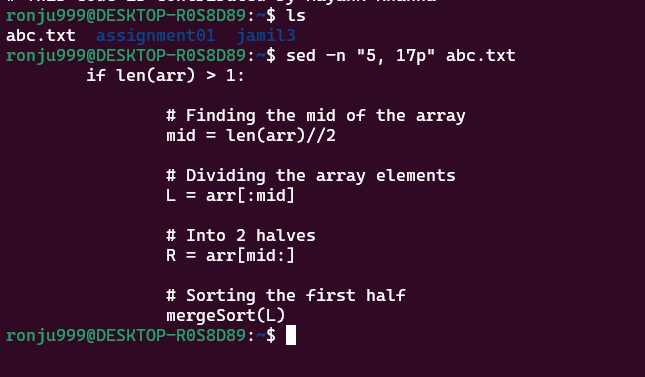 ronju999@DESKTOP-R0S8D89:~$ ls
abc.txt  assignment01  jamil3
ronju999@DESKTOP-R0S8D89:~$ sed -n "5, 17p" abc.txt
        if len(arr) > 1:
                # Finding the mid of the array
                mid = len(arr)//2
                # Dividing the array elements
                L = arr[:mid]
                # Into 2 halves
                R = arr[mid:]
                # Sorting the first half
                mergeSort(L)
ronju999@DESKTOP-R0S8D89:~$